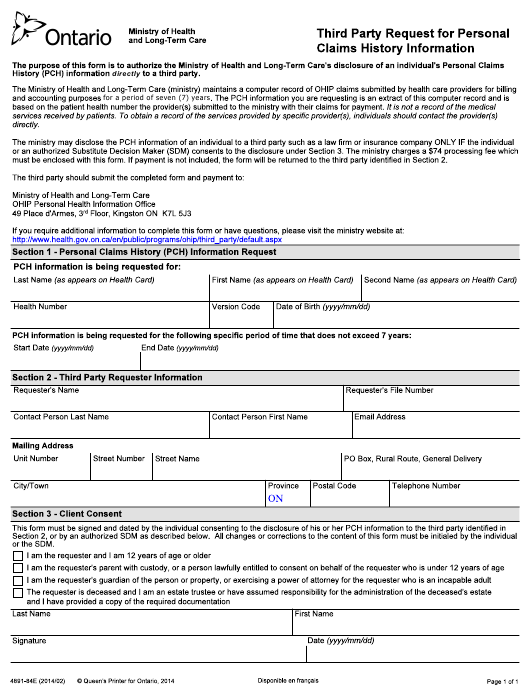 Ontario
Ministry of Health
and Long-Term Care
Third Party Request for Personal
Claims History Information
The purpose of this form is to authorize the Ministry of Health and Long-Term Care's disclosure of an individual's Personal Claims
History (PCH) information directly to a third party.
The Ministry of Health and Long-Term Care (ministry) maintains a computer record of OHIP claims submitted by health care providers for billing
and accounting purposes for a period of seven (7) years. The PCH information you are requesting is an extract of this computer record and is
based on the patient health number the provider(s) submitted to the ministry with their claims for payment. It is not a record of the medical
services received by patients. To obtain a record of the services provided by specific provider(s), individuals should contact the provider(s)
directly.
The ministry may disclose the PCH information of an individual to a third party such as a law firm or insurance company ONLY IF the individual
or an authorized Substitute Decision Maker (SDM) consents to the disclosure under Section 3. The ministry charges a $74 processing fee which
must be enclosed with this form. If payment is not included, the form will be returned to the third party identified in Section 2.
The third party should submit the completed form and payment to:
Ministry of Health and Long-Term Care
OHIP Personal Health Information Office
49 Place d'Armes, 3rd Floor, Kingston ON K7L 5J3
If you require additional information to complete this form or have questions, please visit the ministry website at:
http://www.health.gov.on.ca/en/public/programs/ohip/third_party/default.aspx
Section 1 - Personal Claims History (PCH) Information Request
PCH information is being requested for:
Last Name (as appears on Health Card) First Name (as appears on Health Card) Second Name (as appears on Health Card)
Health Number Version Code Date of Birth (yyyy/mm/dd)
PCH information is being requested for the following specific period of time that does not exceed 7 years:
Start Date (yyyy/mm/dd) End Date (yyyy/mm/dd)
Section 2 - Third Party Requester Information
Requester's Name Requester's File Number
Contact Person Last Name Contact Person First Name Email Address
Mailing Address
Unit Number Street Number Street Name PO Box, Rural Route, General Delivery
City/Town Province Postal Code Telephone Number
ON
Section 3 - Client Consent
This form must be signed and dated by the individual consenting to the disclosure of his or her PCH information to the third party identified in
Section 2, or by an authorized SDM as described below. All changes or corrections to the content of this form must be initialed by the individual
or the SDM.
I am the requester and I am 12 years of age or older
I am the requester's parent with custody, or a person lawfully entitled to consent on behalf of the requester who is under 12 years of age
I am the requester's guardian of the person or property, or exercising a power of attorney for the requester who is an incapable adult
The requester is deceased and I am an estate trustee or have assumed responsibility for the administration of the deceased's estate
and I have provided a copy of the required documentation
Last Name First Name
Signature Date (yyyy/mm/dd)
4691-84E (2014/02) © Queen's Printer for Ontario, 2014 Disponible en français Page 1 of 1